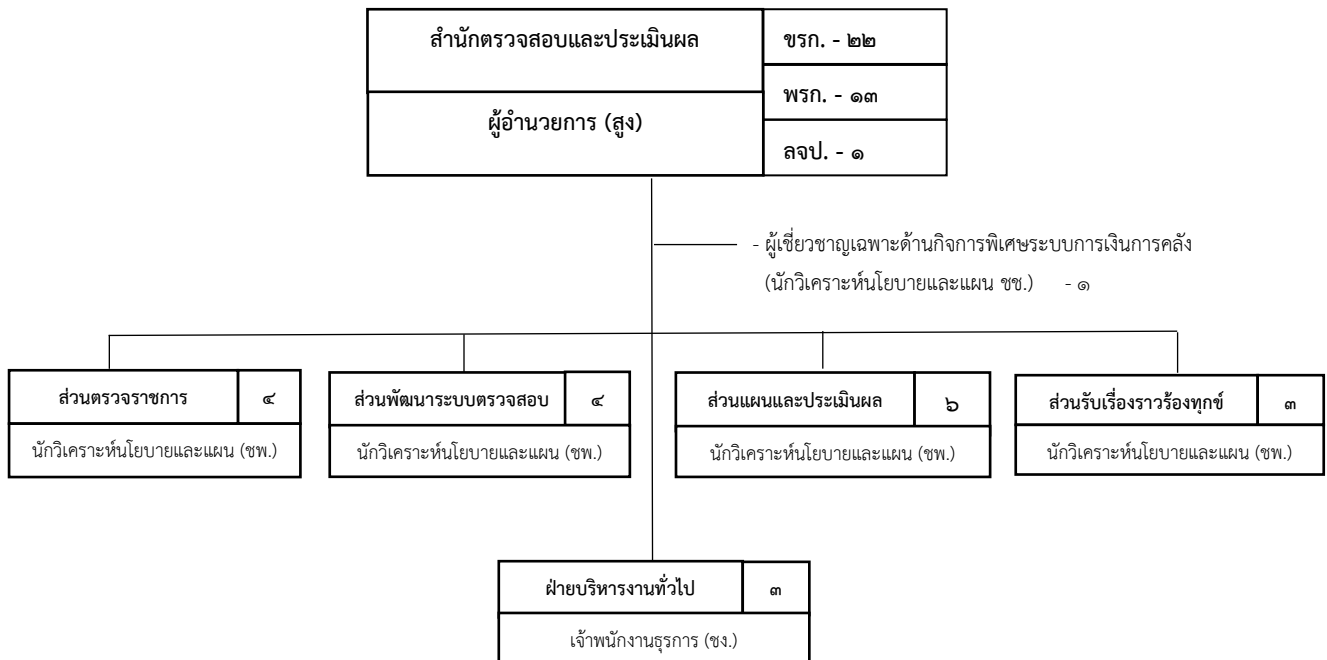 สำนักตรวจสอบและประเมินผล
ขรก. - ๒๒
พรก. - ๑๓
ผู้อำนวยการ (สูง)
ลจป. - ๑
- ผู้เชี่ยวชาญเฉพาะด้านกิจการพิเศษระบบการเงินการคลัง
(นักวิเคราะห์นโยบายและแผน ชช.) - ๑
ส่วนตรวจราชการ ๔
นักวิเคราะห์นโยบายและแผน (ชพ.)
ส่วนพัฒนาระบบตรวจสอบ ๔
นักวิเคราะห์นโยบายและแผน (ชพ.)
ส่วนแผนและประเมินผล ๖
นักวิเคราะห์นโยบายและแผน (ชพ.)
ส่วนรับเรื่องราวร้องทุกข์ ๓
นักวิเคราะห์นโยบายและแผน (ชพ.)
ฝ่ายบริหารงานทั่วไป ๓
เจ้าพนักงานธุรการ (ชง.)